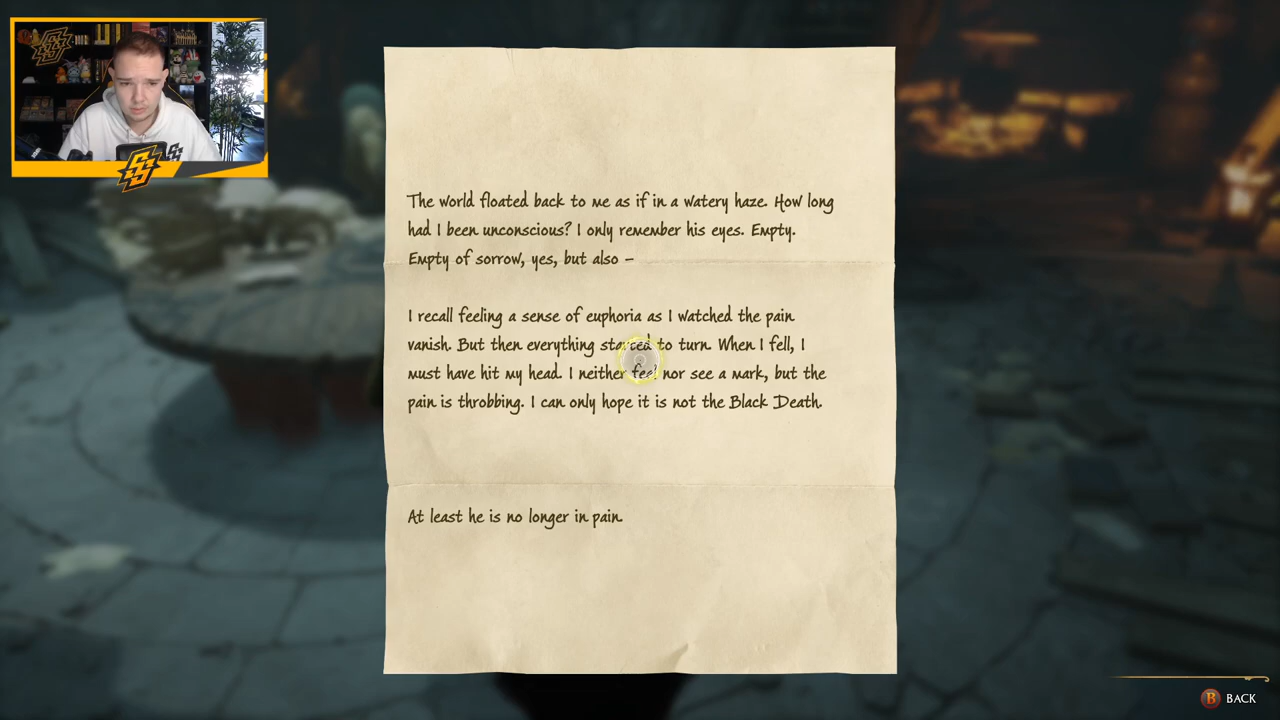 The world floated back to me as if in a watery haze. How long
had I been unconscious? I only remember his eyes. Empty.
Empty of sorrow, yes, but also –
I recall feeling a sense of euphoria as I watched the pain
vanish. But then everything started to turn. When I fell, I
must have hit my head. I neither feel nor see a mark, but the
pain is throbbing. I can only hope it is not the Black Death.
At least he is no longer in pain.
B BACK